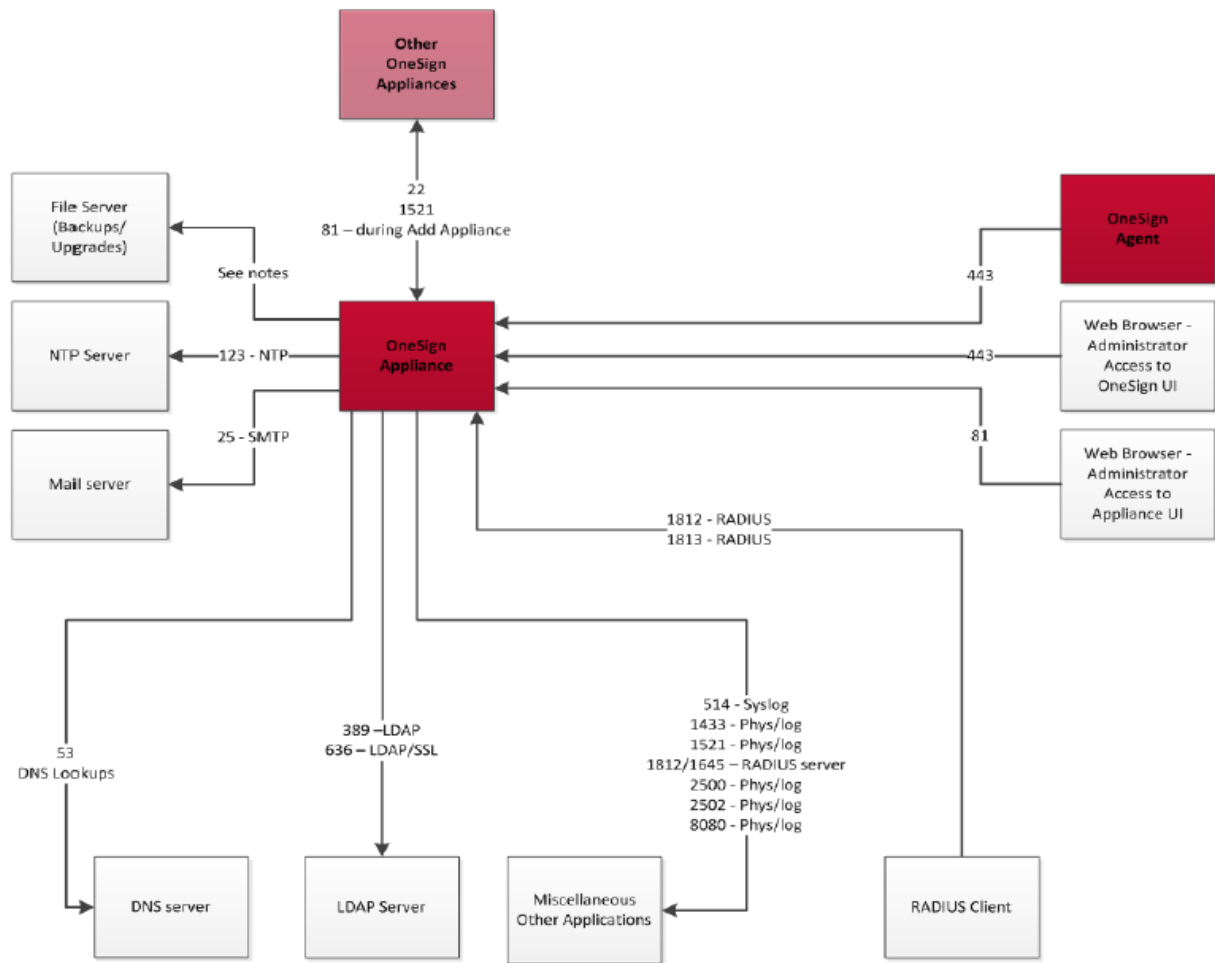 Other
OneSign
Appliances
22
1521
81 – during Add Appliance
File Server
(Backups/
Upgrades)
See notes
OneSign
Agent
443
NTP Server
123 - NTP
OneSign
Appliance
443
Web Browser -
Administrator
Access to
OneSign UI
25 - SMTP
Mail server
81
Web Browser -
Administrator
Access to
Appliance UI
1812 - RADIUS
1813 - RADIUS
53
DNS Lookups
389 –LDAP
636 – LDAP/SSL
514 - Syslog
1433 - Phys/log
1521 - Phys/log
1812/1645 – RADIUS server
2500 - Phys/log
2502 - Phys/log
8080 - Phys/log
DNS server
LDAP Server
Miscellaneous
Other Applications
RADIUS Client